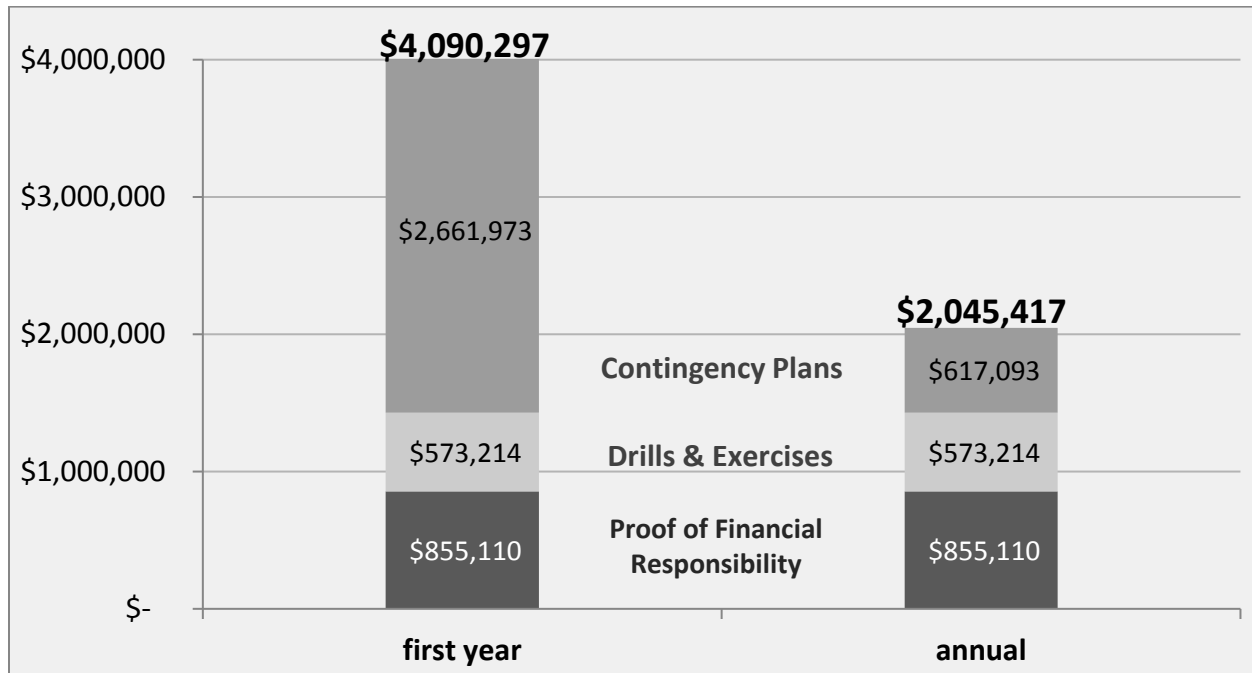 $4,090,297
$4,000,000
$3,000,000
$2,661,973
$2,045,417
$2,000,000
Contingency Plans
$617,093
$573,214
Drills & Exercises
$573,214
$1,000,000
$855,110
Proof of Financial
Responsibility
$855,110
$-
first year
annual